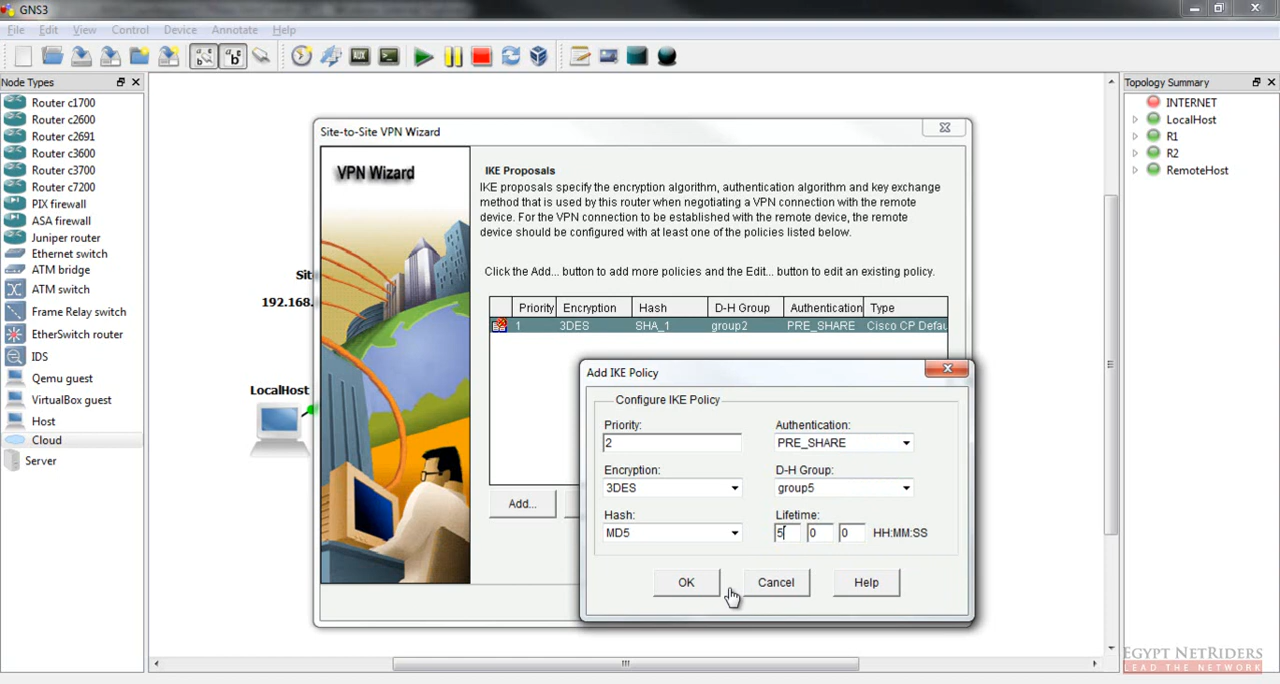 GNS3
File Edit View Control Device Annotate Help
Node Types
Router c1700
Router c2600
Router c2691
Router c3600
Router c3700
Router c7200
PIX firewall
ASA firewall
Juniper router
Ethernet switch
ATM bridge
ATM switch
Frame Relay switch
EtherSwitch router
IDS
Qemu guest
VirtualBox guest
Host
Cloud
Server
Sit
192.168.
LocalHost
Site-to-Site VPN Wizard
VPN Wizard
IKE Proposals
IKE proposals specify the encryption algorithm, authentication algorithm and key exchange
method that is used by this router when negotiating a VPN connection with the remote
device. For the VPN connection to be established with the remote device, the remote
device should be configured with at least one of the policies listed below.
Click the Add... button to add more policies and the Edit... button to edit an existing policy.
Priority Encryption Hash D-H Group Authentication Type
1 3DES SHA_1 group2 PRE_SHARE Cisco CP Defau
Add...
Add IKE Policy
Configure IKE Policy
Priority: Authentication:
2 PRE_SHARE
Encryption: D-H Group:
3DES group5
Hash: Lifetime:
MD5 5 0 0 HH:MM:SS
OK Cancel Help
Topology Summary
INTERNET
LocalHost
R1
R2
RemoteHost
EGYPT NETRIDERS
LEAD THE NETWORK